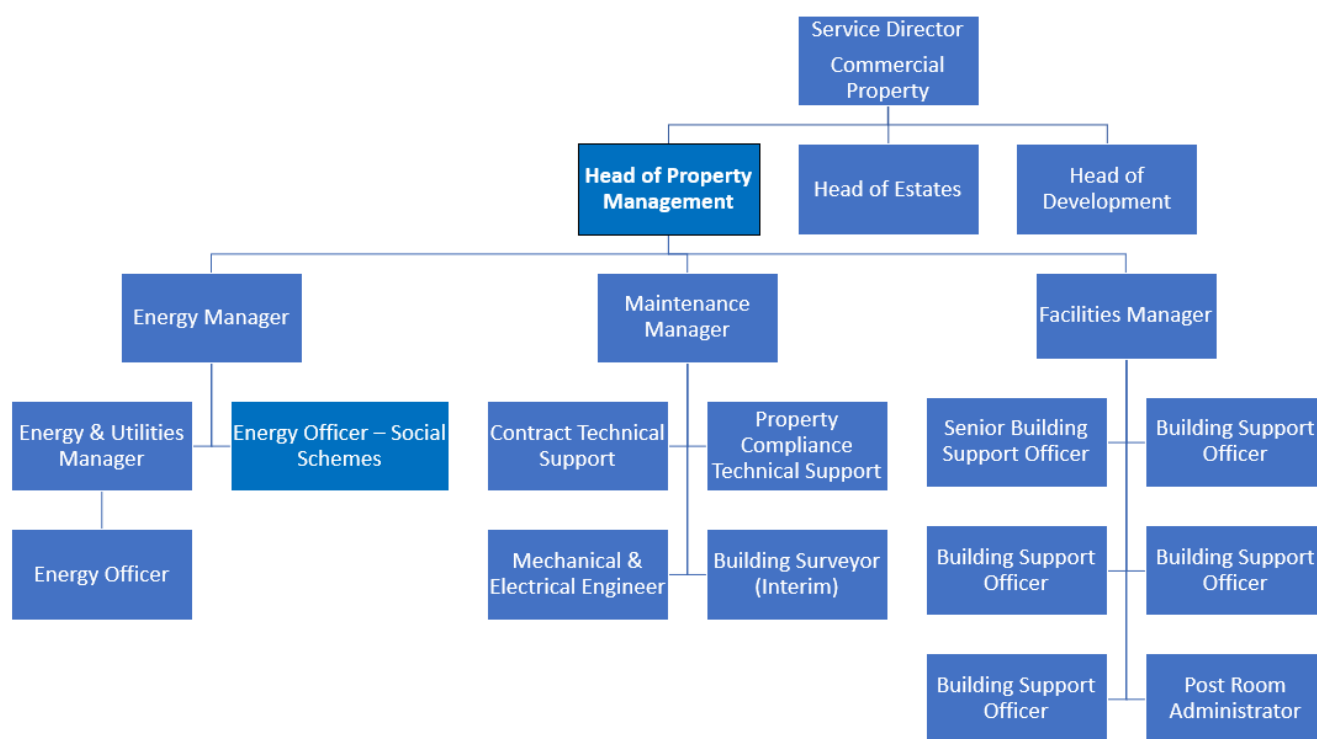 Service Director
Commercial
Property
Head of Property
Management
Head of Estates
Head of
Development
Energy Manager
Maintenance
Manager
Facilities Manager
Energy & Utilities
Manager
Energy Officer – Social
Schemes
Contract Technical
Support
Property
Compliance
Technical Support
Senior Building
Support Officer
Building Support
Officer
Energy Officer
Mechanical &
Electrical Engineer
Building Surveyor
(Interim)
Building Support
Officer
Building Support
Officer
Building Support
Officer
Post Room
Administrator